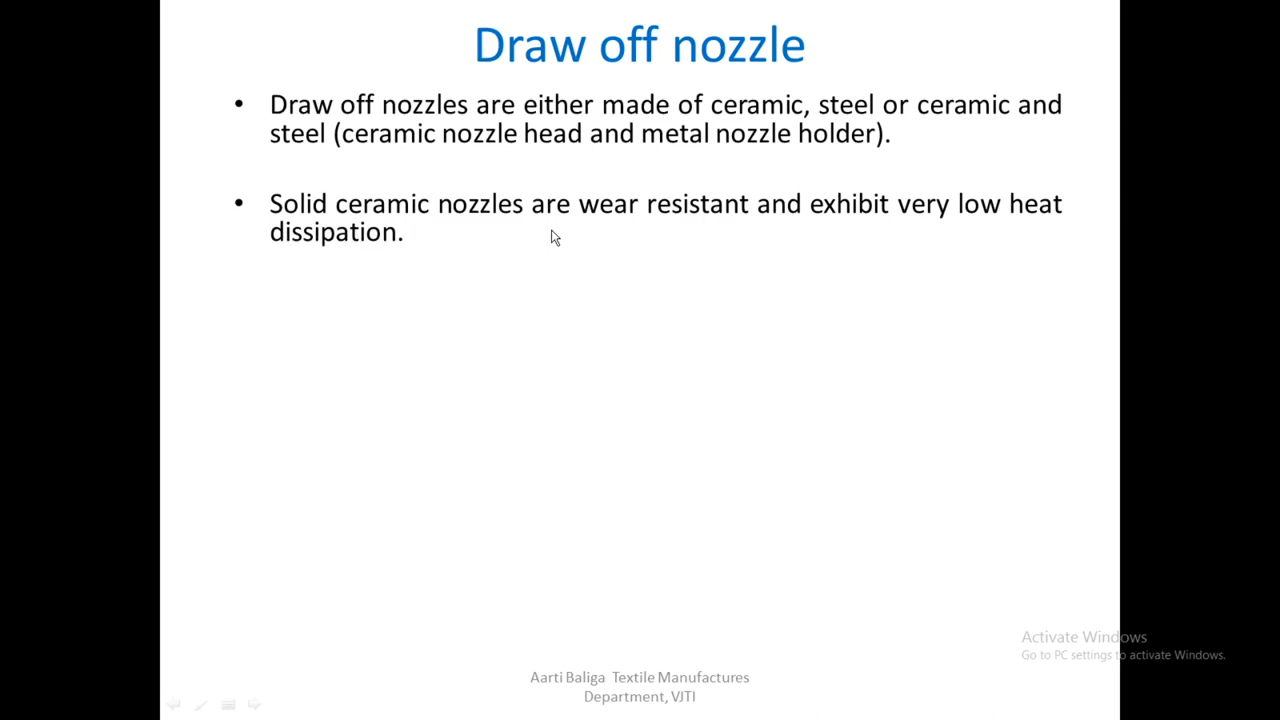 Draw off nozzle
• Draw off nozzles are either made of ceramic, steel or ceramic and
steel (ceramic nozzle head and metal nozzle holder).
• Solid ceramic nozzles are wear resistant and exhibit very low heat
dissipation.
Activate Windows
Go to PC settings to activate Windows.
Aarti Baliga Textile Manufactures
Department, VJTI